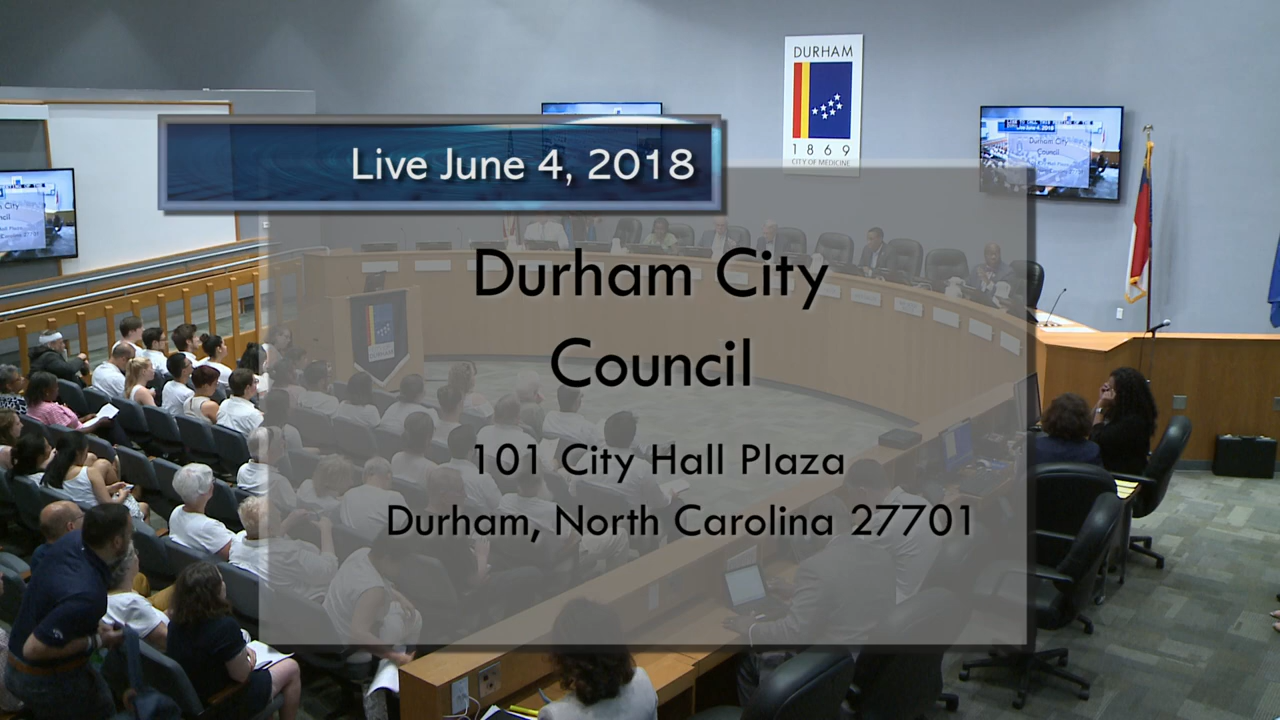 DURHAM
1869
CITY OF MEDICINE
Live June 4, 2018
Durham City
Council
101 City Hall Plaza
Durham, North Carolina 27701